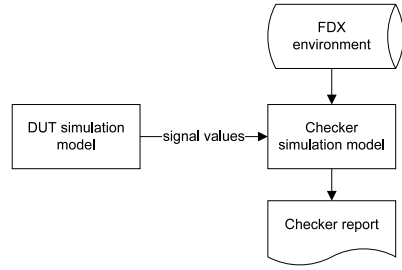 FDX
environment
DUT simulation
model
signal values
Checker
simulation model
Checker report